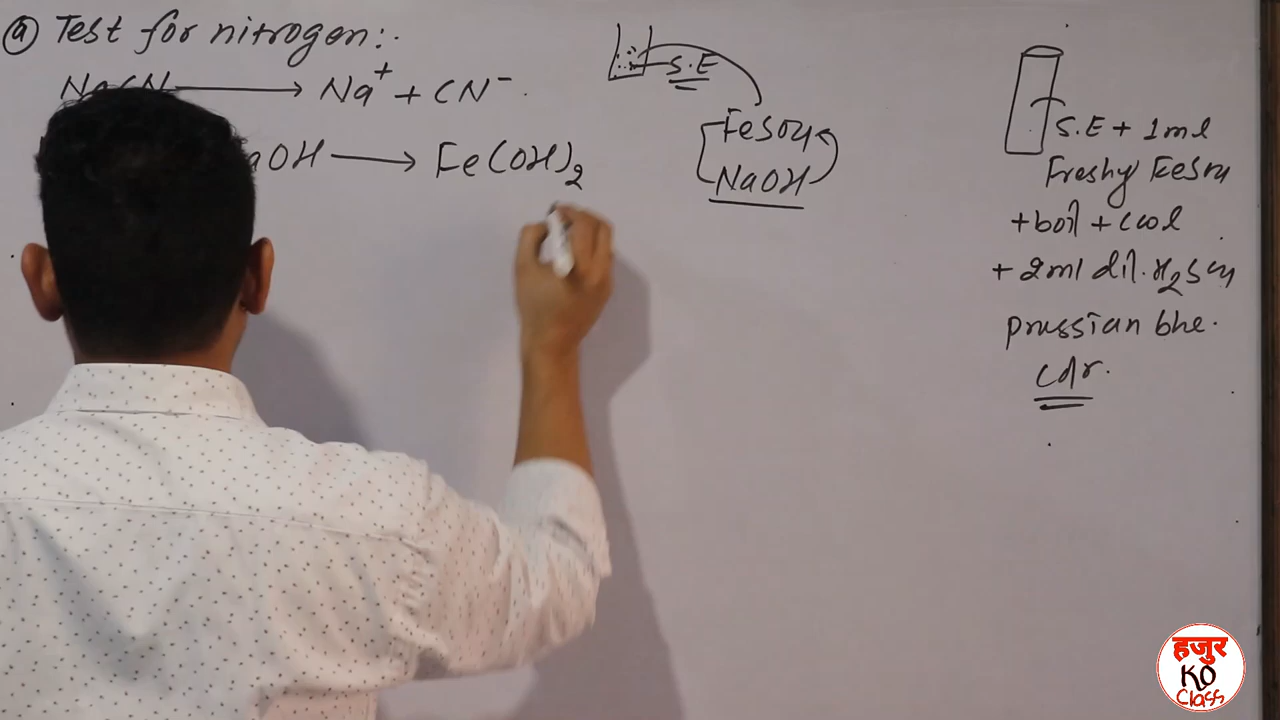 ⓐ Test for nitrogen:.
NaCN ⟶ Na⁺ + CN⁻.
aOH ⟶ Fe(OH)₂
S.E
FeSO4
NaOH
S.E + 1ml
Freshy FeSO4
+ boil + cool
+ 2ml dil. H₂SO4
prussian blue.
colr.
हजुर
KO
Class